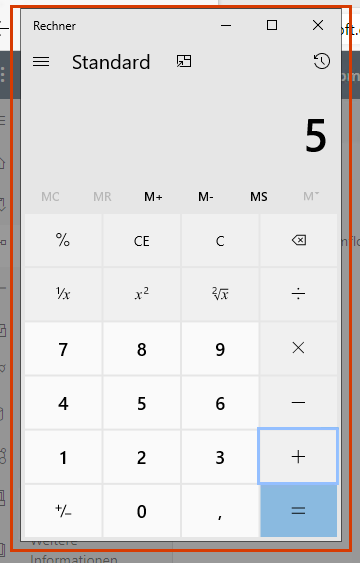 Rechner
Standard
5
MC MR M+ M- MS M˅
% CE C
¹/x x² ²√x ÷
7 8 9 ×
4 5 6 −
1 2 3 +
+/− 0 , =
Weitere
Informationen